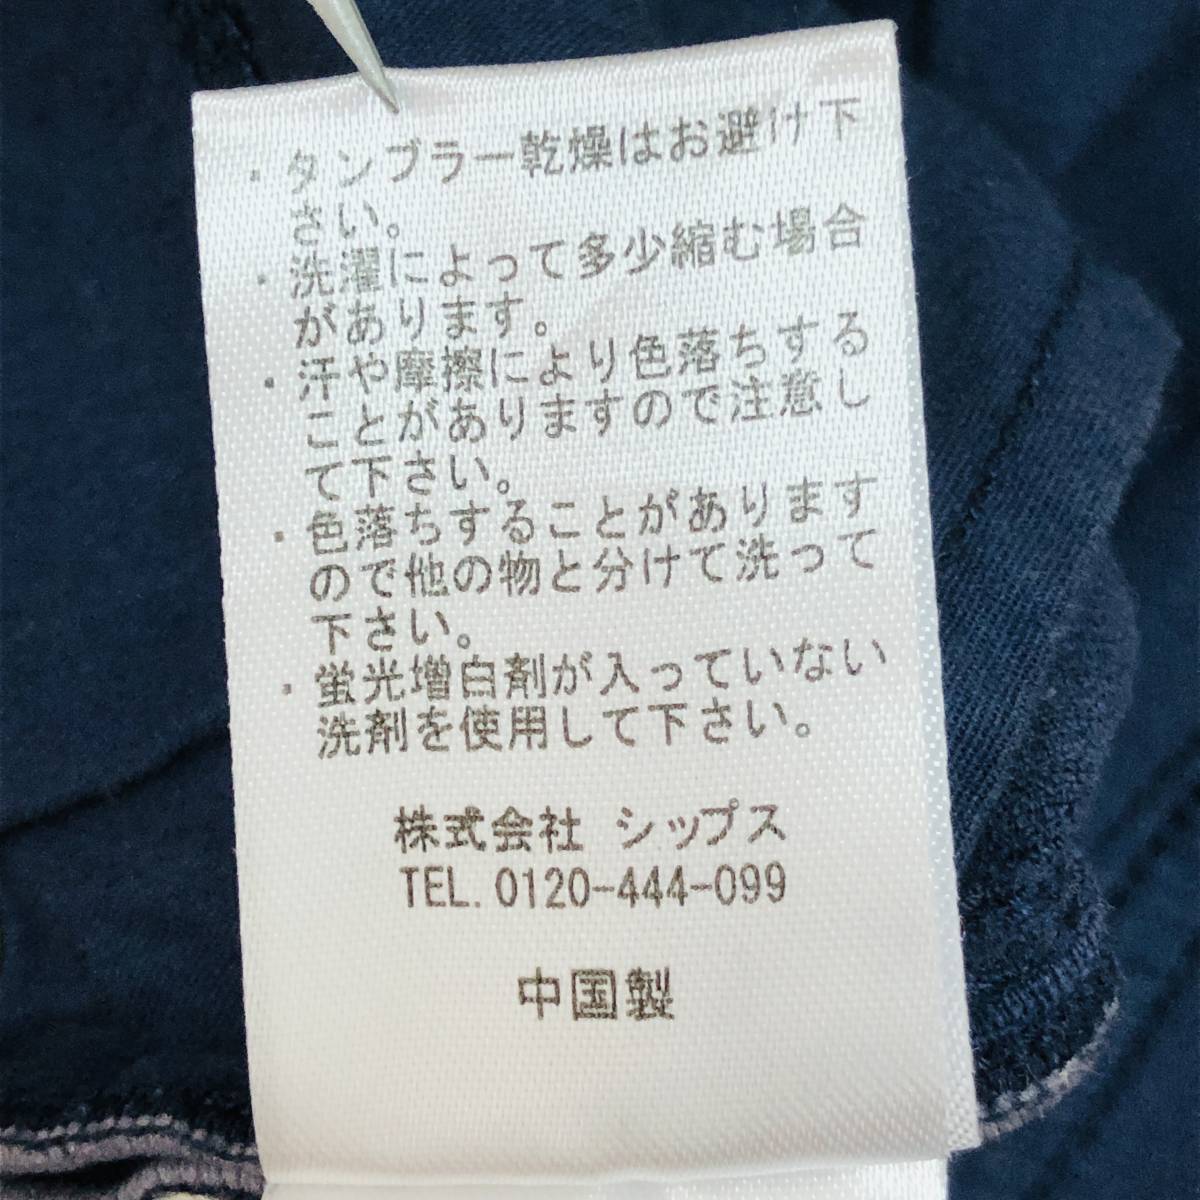 ・タンブラー乾燥はお避け下
さい。
・洗濯によって多少縮む場合
があります。
・汗や摩擦により色落ちする
ことがありますので注意し
て下さい。
・色落ちすることがあります
ので他の物と分けて洗って
下さい。
・蛍光増白剤が入っていない
洗剤を使用して下さい。
株式会社 シップス
TEL. 0120-444-099
中国製